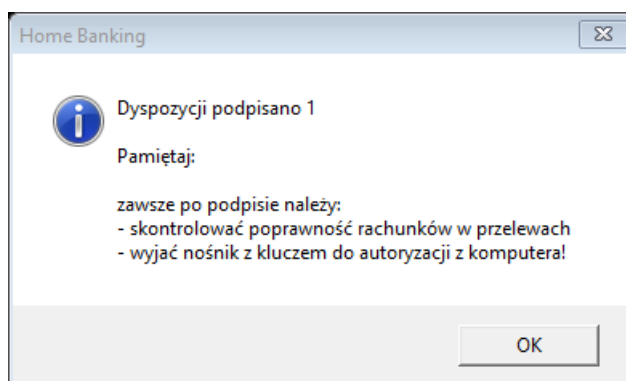 Home Banking
Dyspozycji podpisano 1
Pamiętaj:
zawsze po podpisie należy:
- skontrolować poprawność rachunków w przelewach
- wyjać nośnik z kluczem do autoryzacji z komputera!
OK